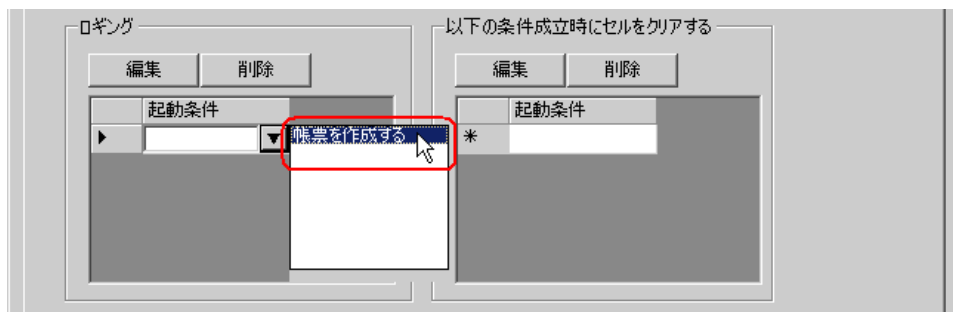 ロギング
編集 削除
起動条件
帳票を作成する
以下の条件成立時にセルをクリアする
編集 削除
起動条件